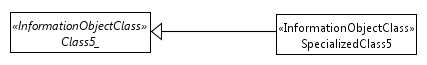 «InformationObjectClass»
Class5_
«InformationObjectClass»
SpecializedClass5